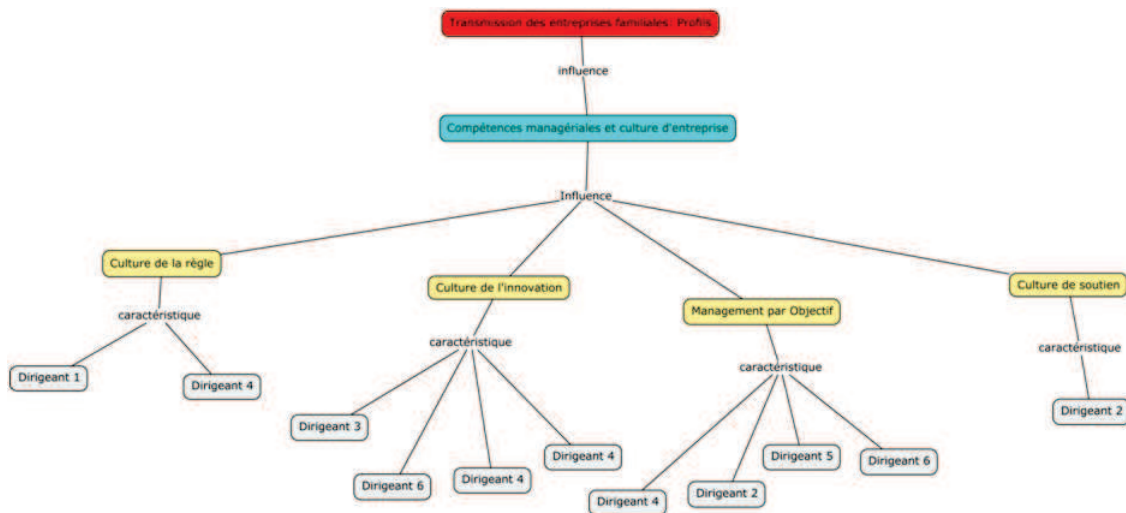 Transmission des entreprises familiales: Profils
influence
Compétences managériales et culture d'entreprise
Influence
Culture de la règle
Culture de l'innovation
Management par Objectif
Culture de soutien
caractéristique
caractéristique
caractéristique
caractéristique
Dirigeant 1
Dirigeant 4
Dirigeant 3
Dirigeant 6
Dirigeant 4
Dirigeant 4
Dirigeant 4
Dirigeant 2
Dirigeant 5
Dirigeant 6
Dirigeant 2